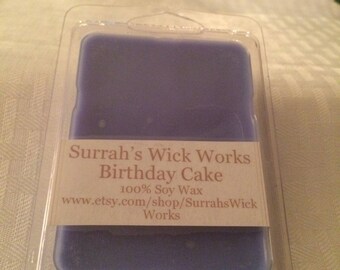 Surrah's Wick Works
Birthday Cake
100% Soy Wax
www.etsy.com/shop/SurrahsWick
Works